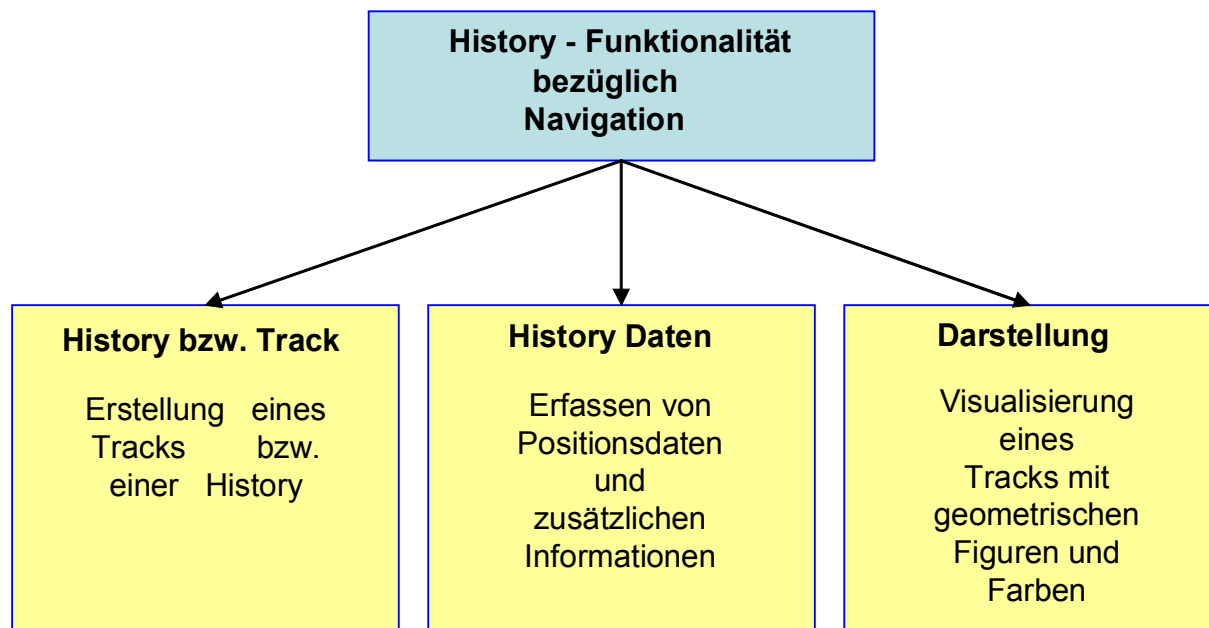 History - Funktionalität
bezüglich
Navigation
History bzw. Track
Erstellung eines
Tracks bzw.
einer History
History Daten
Erfassen von
Positionsdaten
und
zusätzlichen
Informationen
Darstellung
Visualisierung
eines
Tracks mit
geometrischen
Figuren und
Farben